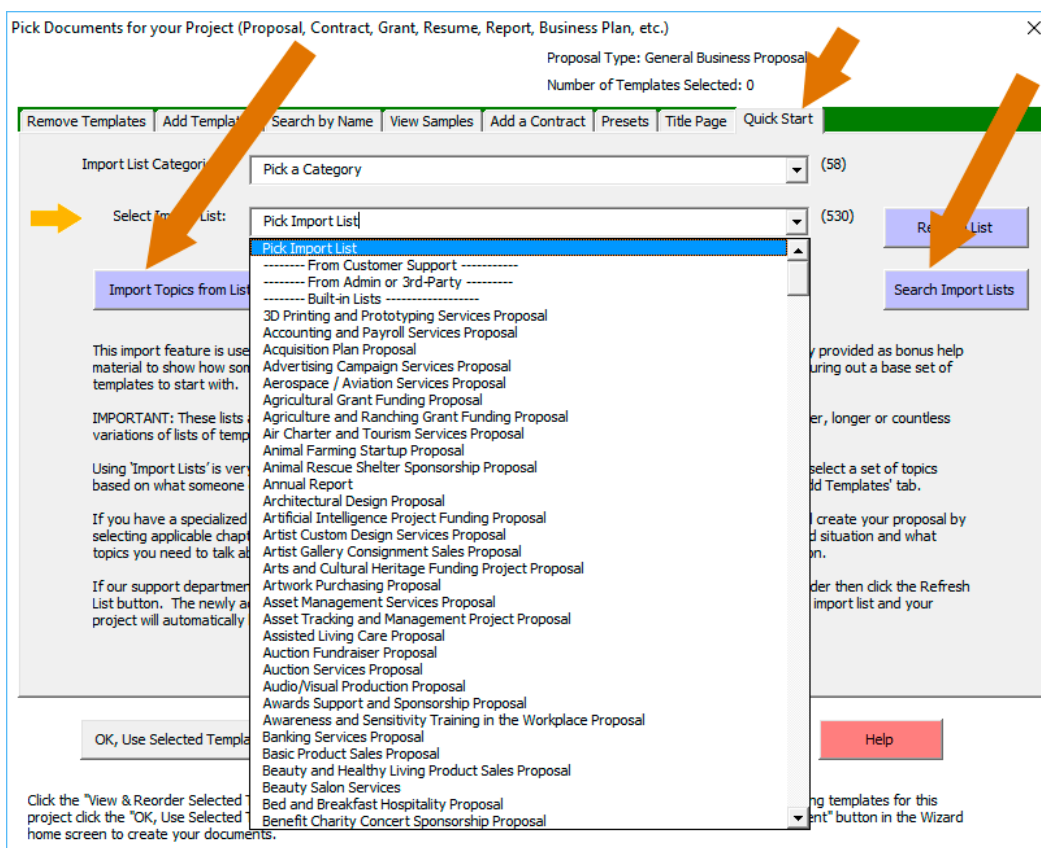 Pick Documents for your Project (Proposal, Contract, Grant, Resume, Report, Business Plan, etc.)
Proposal Type: General Business Proposal
Number of Templates Selected: 0
Remove Templates Add Templat Search by Name View Samples Add a Contract Presets Title Page Quick Start
Import List Categori Pick a Category (58)
Select Im List: Pick Import List (530)
Re List
Import Topics from List
Search Import Lists
Pick Import List
-------- From Customer Support -----------
-------- From Admin or 3rd-Party ---------
-------- Built-in Lists ------------------
3D Printing and Prototyping Services Proposal
Accounting and Payroll Services Proposal
Acquisition Plan Proposal
Advertising Campaign Services Proposal
Aerospace / Aviation Services Proposal
Agricultural Grant Funding Proposal
Agriculture and Ranching Grant Funding Proposal
Air Charter and Tourism Services Proposal
Animal Farming Startup Proposal
Animal Rescue Shelter Sponsorship Proposal
Annual Report
Architectural Design Proposal
Artificial Intelligence Project Funding Proposal
Artist Custom Design Services Proposal
Artist Gallery Consignment Sales Proposal
Arts and Cultural Heritage Funding Project Proposal
Artwork Purchasing Proposal
Asset Management Services Proposal
Asset Tracking and Management Project Proposal
Assisted Living Care Proposal
Auction Fundraiser Proposal
Auction Services Proposal
Audio/Visual Production Proposal
Awards Support and Sponsorship Proposal
Awareness and Sensitivity Training in the Workplace Proposal
Banking Services Proposal
Basic Product Sales Proposal
Beauty and Healthy Living Product Sales Proposal
Beauty Salon Services
Bed and Breakfast Hospitality Proposal
Benefit Charity Concert Sponsorship Proposal
This import feature is use y provided as bonus help
material to show how som uring out a base set of
templates to start with.
IMPORTANT: These lists a er, longer or countless
variations of lists of temp
Using 'Import Lists' is very select a set of topics
based on what someone dd Templates' tab.
If you have a specialized l create your proposal by
selecting applicable chapt d situation and what
topics you need to talk ab on.
If our support departmen der then click the Refresh
List button. The newly a import list and your
project will automatically
OK, Use Selected Templa
Help
Click the "View & Reorder Selected T ng templates for this
project click the "OK, Use Selected T ent" button in the Wizard
home screen to create your documents.